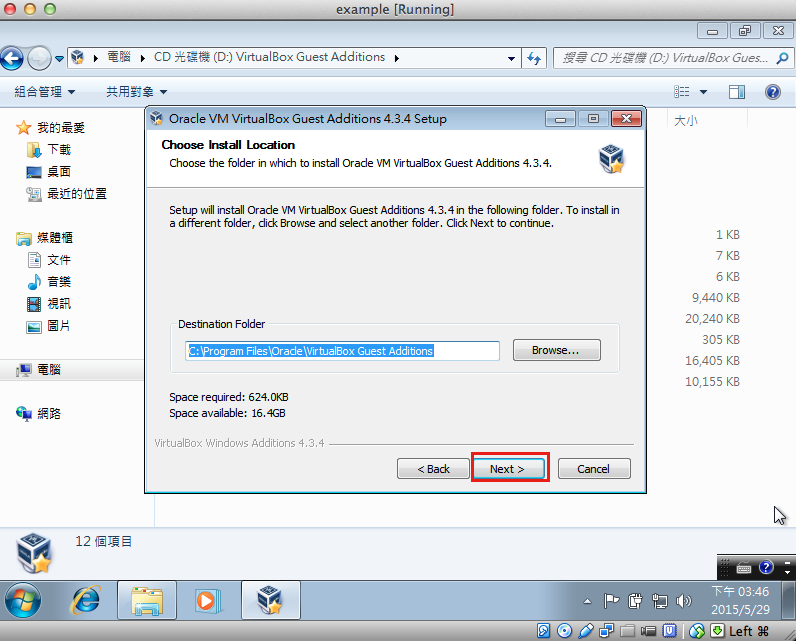 example [Running]
電腦 CD 光碟機 (D:) VirtualBox Guest Additions
搜尋 CD 光碟機 (D:) VirtualBox Gues...
組合管理 共用對象
大小
我的最愛
下載
桌面
最近的位置
媒體櫃
文件
音樂
視訊
圖片
電腦
網路
Oracle VM VirtualBox Guest Additions 4.3.4 Setup
Choose Install Location
Choose the folder in which to install Oracle VM VirtualBox Guest Additions 4.3.4.
Setup will install Oracle VM VirtualBox Guest Additions 4.3.4 in the following folder. To install in
a different folder, click Browse and select another folder. Click Next to continue.
Destination Folder
C:\Program Files\Oracle\VirtualBox Guest Additions
Browse...
Space required: 624.0KB
Space available: 16.4GB
VirtualBox Windows Additions 4.3.4
< Back Next > Cancel
1 KB
7 KB
6 KB
9,440 KB
20,240 KB
305 KB
16,405 KB
10,155 KB
12 個項目
下午 03:46
2015/5/29
Left ⌘